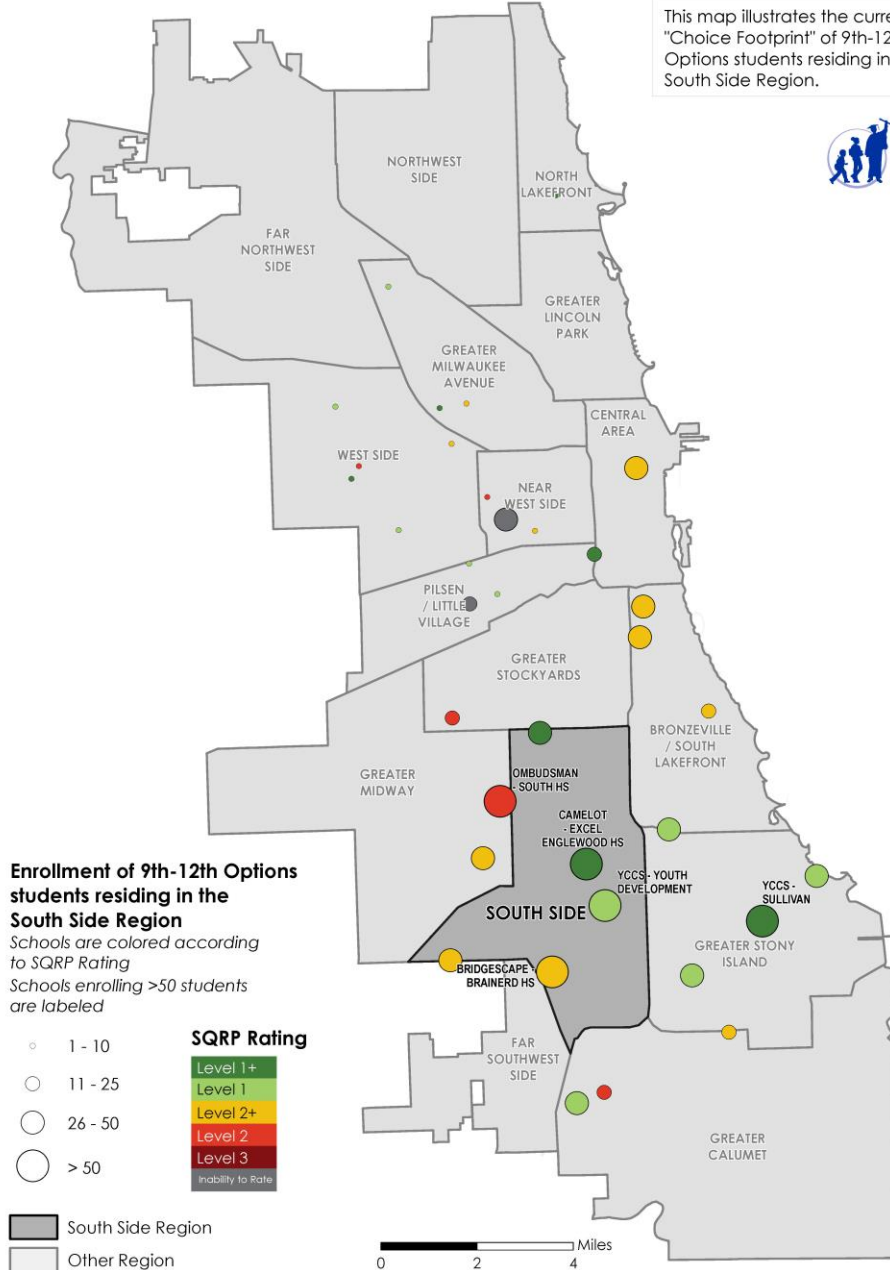 This map illustrates the curre
"Choice Footprint" of 9th-12
Options students residing in
South Side Region.
NORTHWEST
SIDE
NORTH
LAKEFRONT
FAR
NORTHWEST
SIDE
GREATER
LINCOLN
PARK
GREATER
MILWAUKEE
AVENUE
CENTRAL
AREA
WEST SIDE
NEAR
WEST SIDE
PILSEN
/ LITTLE
VILLAGE
GREATER
STOCKYARDS
BRONZEVILLE
/ SOUTH
LAKEFRONT
GREATER
MIDWAY
OMBUDSMAN
- SOUTH HS
CAMELOT
- EXCEL
ENGLEWOOD HS
YCCS - YOUTH
DEVELOPMENT
YCCS -
SULLIVAN
SOUTH SIDE
GREATER STONY
ISLAND
BRIDGESCAPE -
BRAINERD HS
FAR
SOUTHWEST
SIDE
GREATER
CALUMET
Enrollment of 9th-12th Options
students residing in the
South Side Region
Schools are colored according
to SQRP Rating
Schools enrolling >50 students
are labeled
1 - 10
11 - 25
26 - 50
> 50
SQRP Rating
Level 1+
Level 1
Level 2+
Level 2
Level 3
Inability to Rate
South Side Region
Other Region
Miles
0 2 4